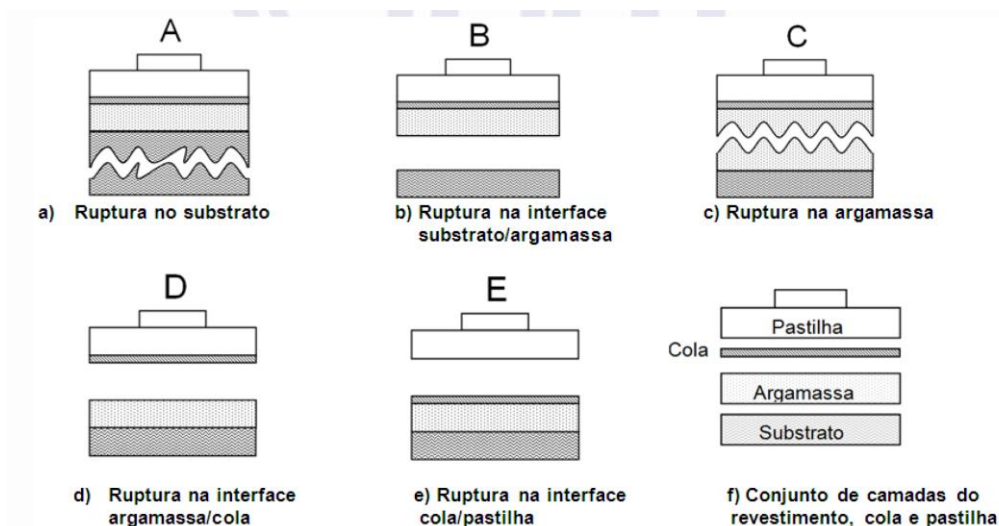 A
B
C
a) Ruptura no substrato
b) Ruptura na interface
substrato/argamassa
c) Ruptura na argamassa
D
E
Pastilha
Cola
Argamassa
Substrato
d) Ruptura na interface
argamassa/cola
e) Ruptura na interface
cola/pastilha
f) Conjunto de camadas do
revestimento, cola e pastilha